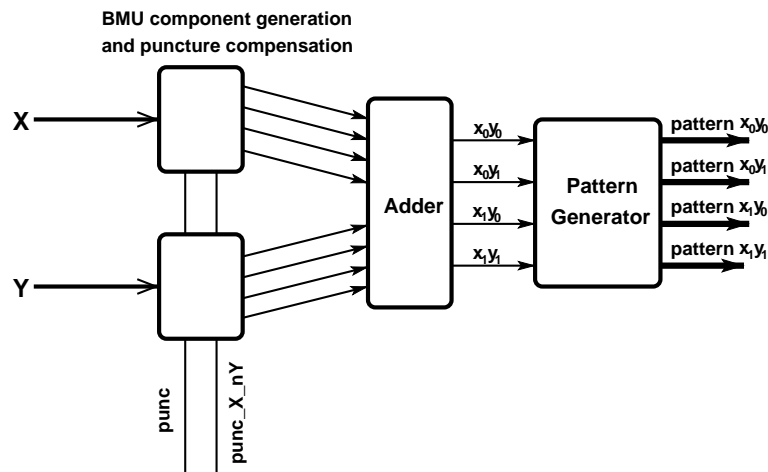 BMU component generation
and puncture compensation
X
Y
punc
punc_X_nY
Adder
x0y0
x0y1
x1y0
x1y1
Pattern
Generator
pattern x0y0
pattern x0y1
pattern x1y0
pattern x1y1